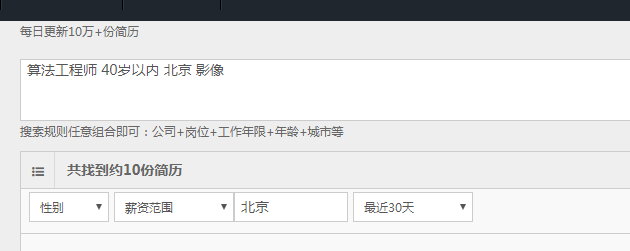 每日更新10万+份简历
算法工程师 40岁以内 北京 影像
搜索规则任意组合即可：公司+岗位+工作年限+年龄+城市等
共找到约10份简历
性别 薪资范围 北京 最近30天